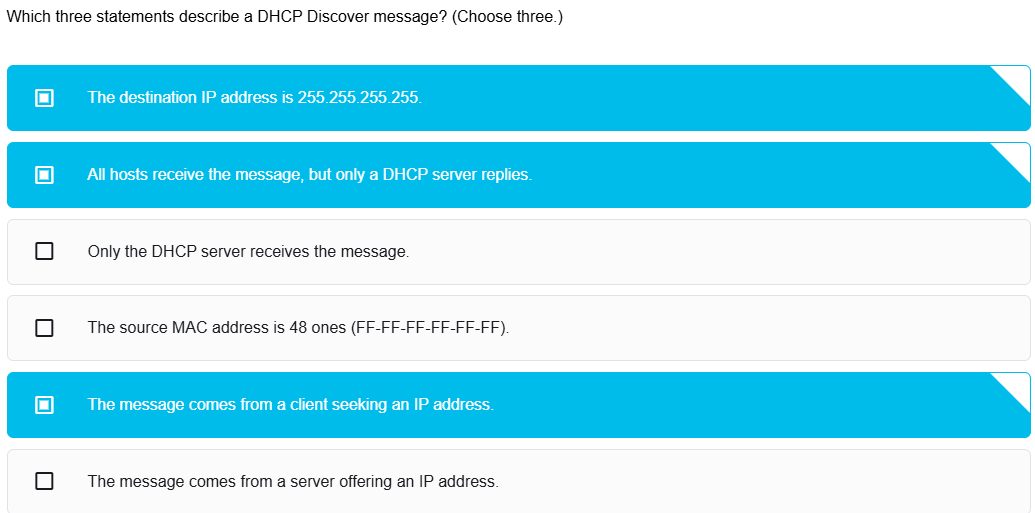 Which three statements describe a DHCP Discover message? (Choose three.)
The destination IP address is 255.255.255.255.
All hosts receive the message, but only a DHCP server replies.
Only the DHCP server receives the message.
The source MAC address is 48 ones (FF-FF-FF-FF-FF-FF).
The message comes from a client seeking an IP address.
The message comes from a server offering an IP address.